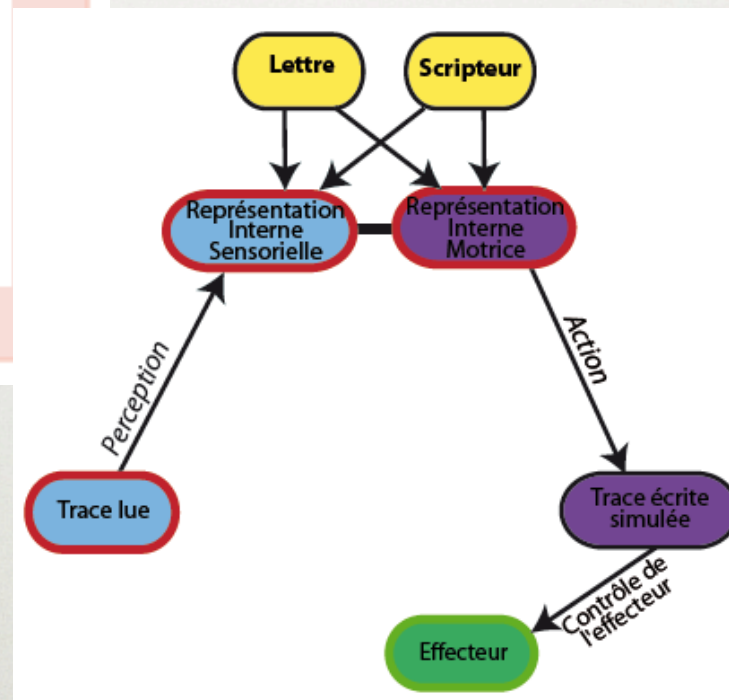 Lettre
Scripteur
Représentation
Interne
Sensorielle
Représentation
Interne
Motrice
Perception
Action
Trace lue
Trace écrite
simulée
Contrôle de
l'effecteur
Effecteur